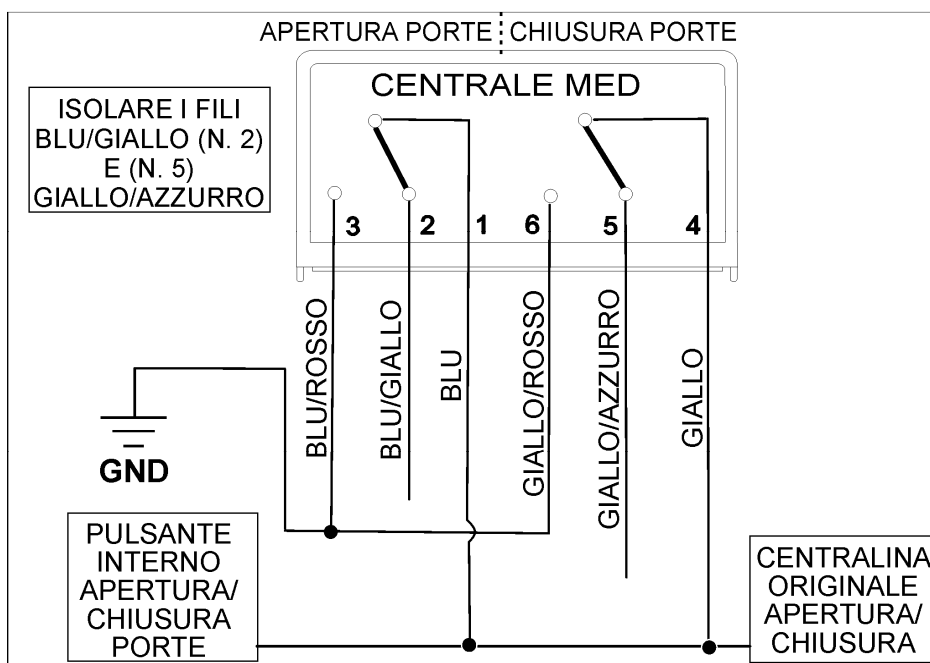 APERTURA PORTE CHIUSURA PORTE
CENTRALE MED
ISOLARE I FILI
BLU/GIALLO (N. 2)
E (N. 5)
GIALLO/AZZURRO
3 2 1 6 5 4
BLU/ROSSO
BLU/GIALLO
BLU
GIALLO/ROSSO
GIALLO/AZZURRO
GIALLO
GND
PULSANTE
INTERNO
APERTURA/
CHIUSURA
PORTE
CENTRALINA
ORIGINALE
APERTURA/
CHIUSURA